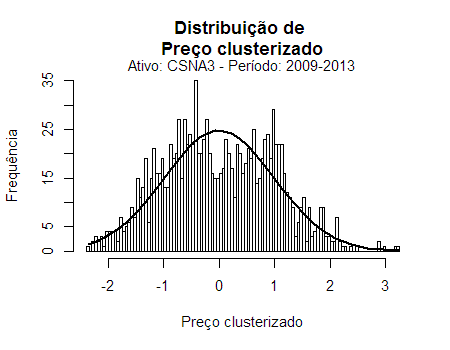 Distribuição de
Preço clusterizado
Ativo: CSNA3 - Período: 2009-2013
Frequência
35
25
15
5
0
-2 -1 0 1 2 3
Preço clusterizado